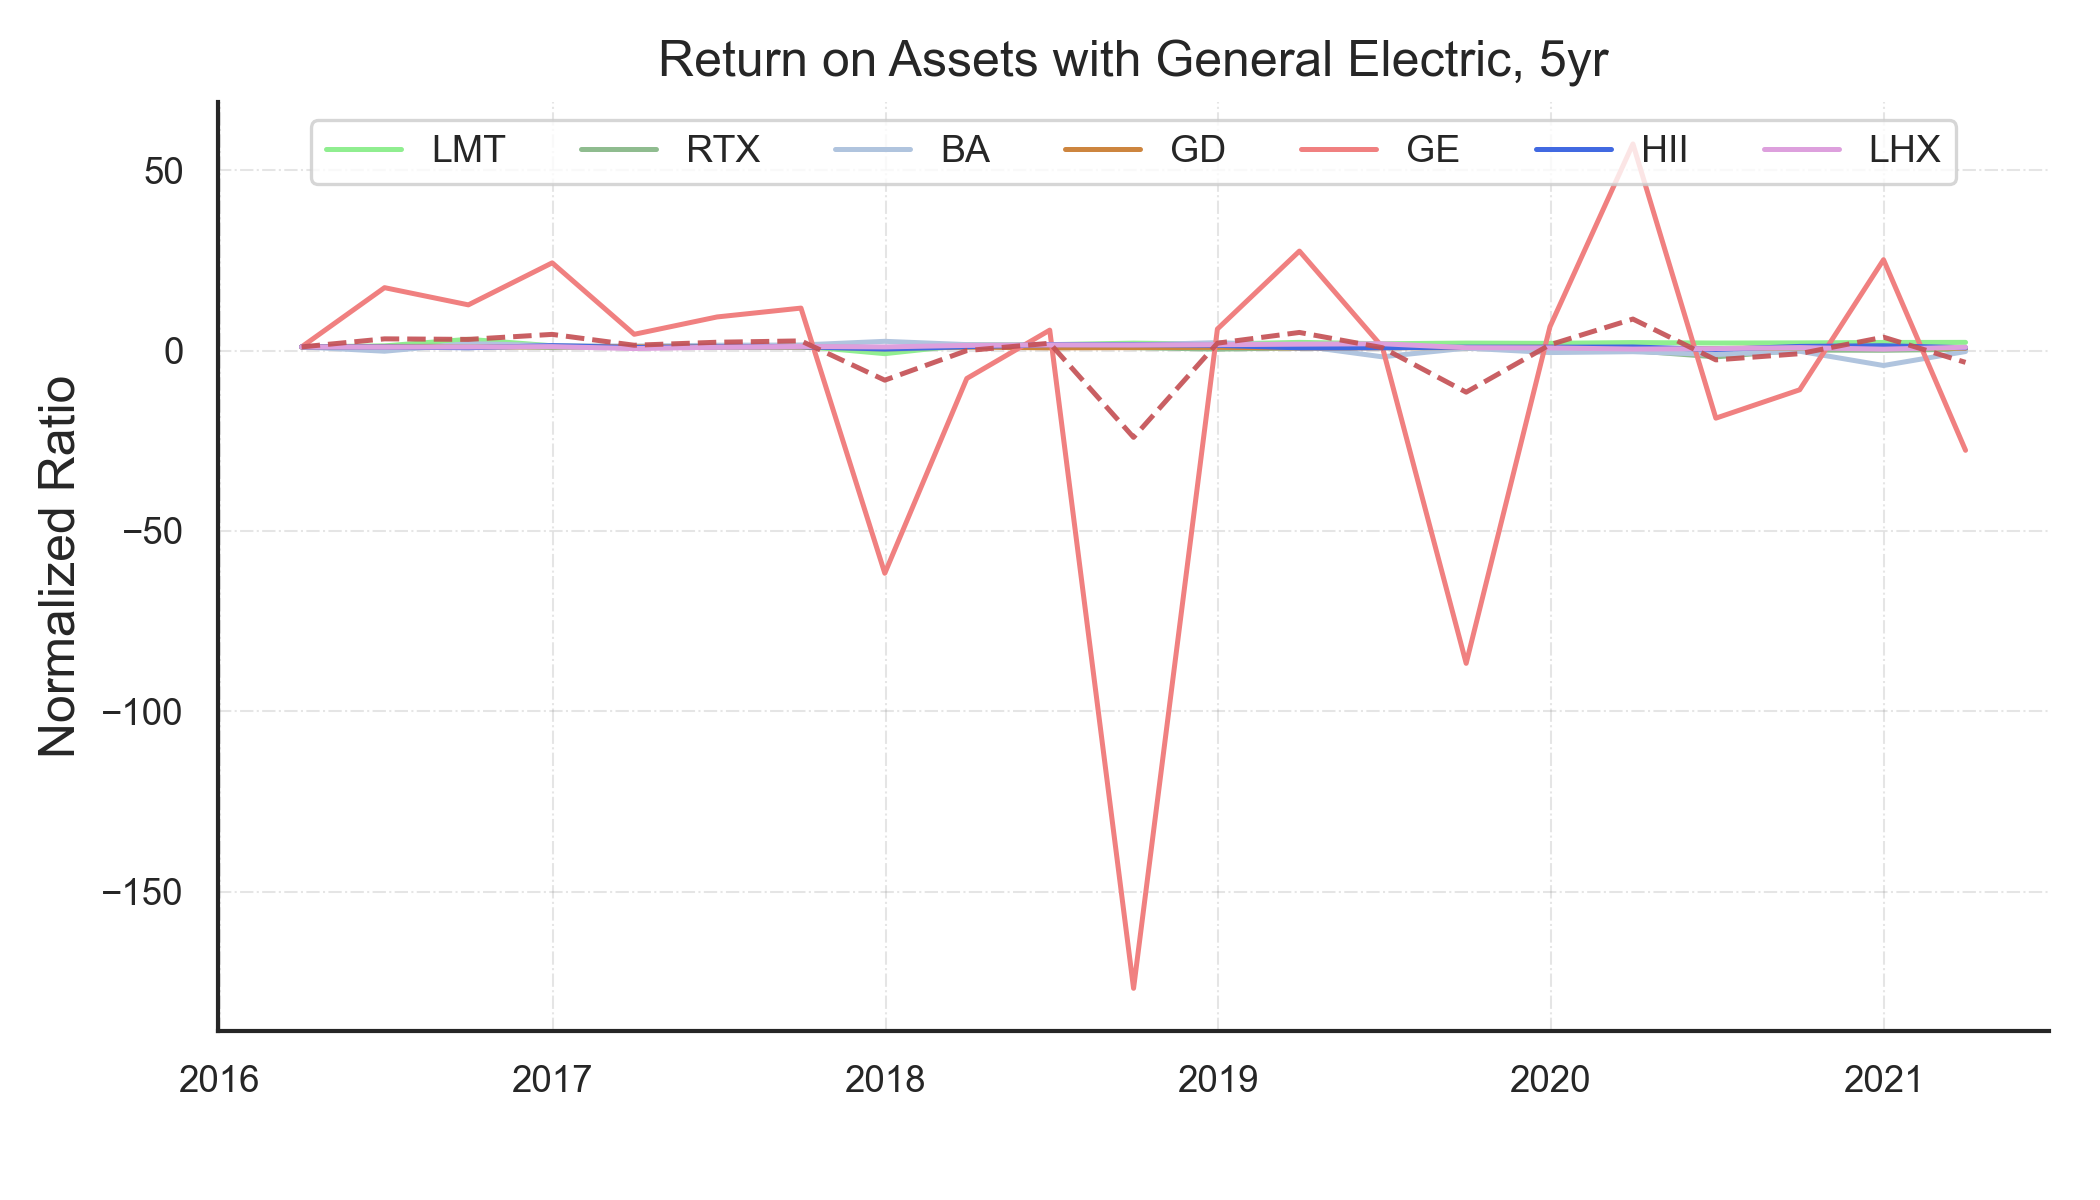 Return on Assets with General Electric, 5yr
LMT RTX BA GD GE HII LHX
Normalized Ratio
50
0
−50
−100
−150
2016 2017 2018 2019 2020 2021